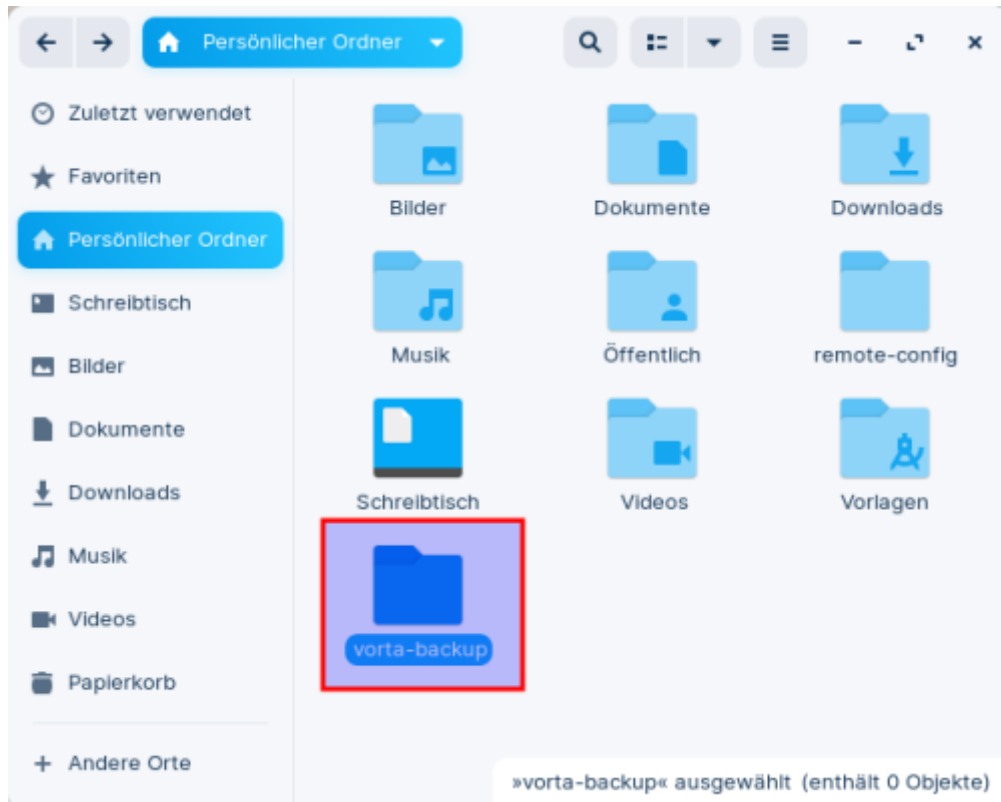 Persönlicher Ordner
Zuletzt verwendet
Favoriten
Persönlicher Ordner
Schreibtisch
Bilder
Dokumente
Downloads
Musik
Videos
Papierkorb
Andere Orte
Bilder
Dokumente
Downloads
Musik
Öffentlich
remote-config
Schreibtisch
Videos
Vorlagen
vorta-backup
»vorta-backup« ausgewählt (enthält 0 Objekte)